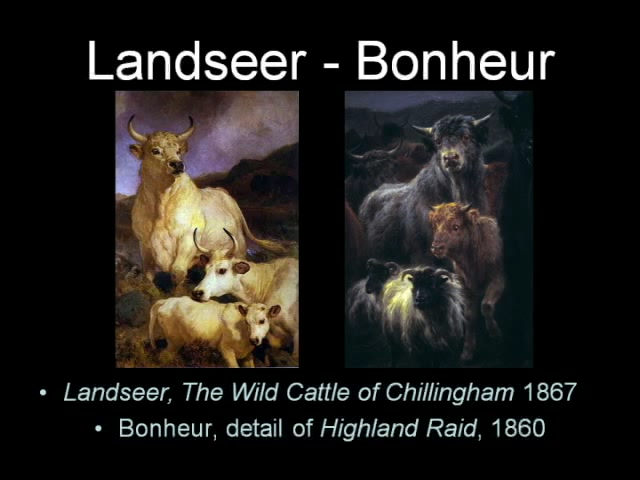 Landseer - Bonheur
• Landseer, The Wild Cattle of Chillingham 1867
• Bonheur, detail of Highland Raid, 1860